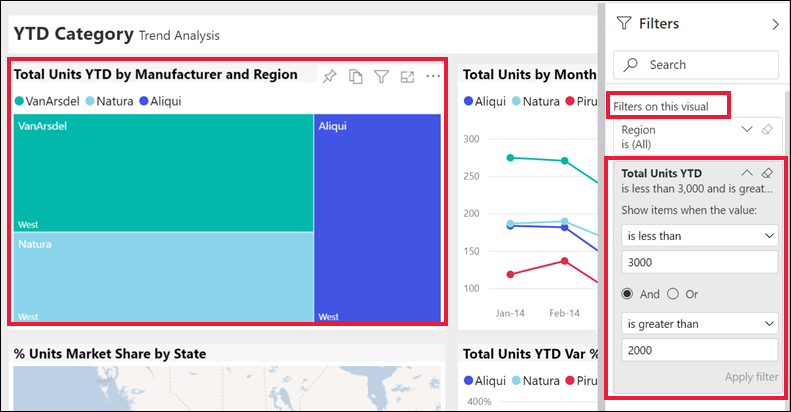 YTD Category Trend Analysis
Total Units YTD by Manufacturer and Region
VanArsdel Natura Aliqui
VanArsdel
West
Natura
West
Aliqui
West
Total Units by Month
Aliqui Natura Piru
300
250
200
150
100
Jan-14 Feb-14
% Units Market Share by State
Total Units YTD Var %
Aliqui Natura
400%
Filters
Search
Filters on this visual
Region
is (All)
Total Units YTD
is less than 3,000 and is great...
Show items when the value:
is less than
3000
And Or
is greater than
2000
Apply filter